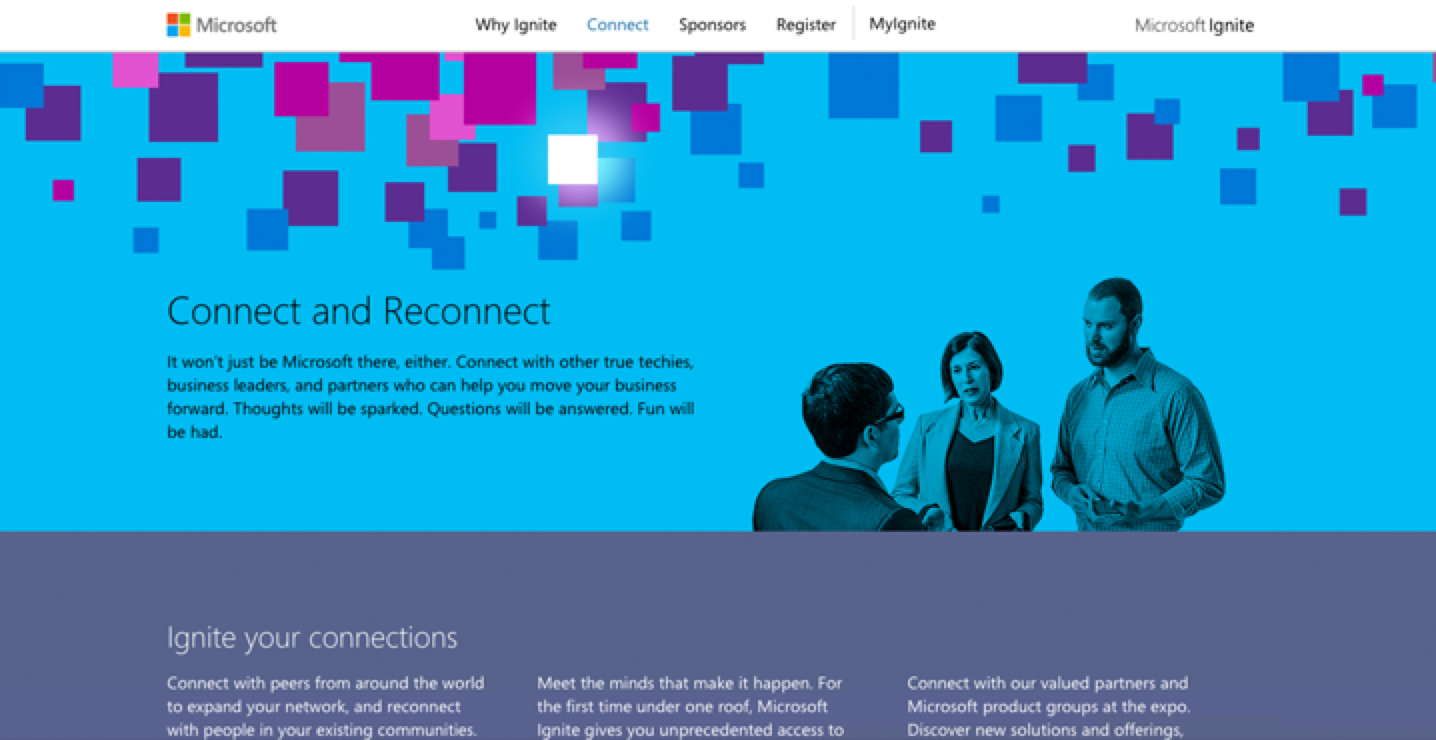 Microsoft
Why Ignite
Connect
Sponsors
Register
MyIgnite
Microsoft Ignite
Connect and Reconnect
It won't just be Microsoft there, either. Connect with other true techies,
business leaders, and partners who can help you move your business
forward. Thoughts will be sparked. Questions will be answered. Fun will
be had.
Ignite your connections
Connect with peers from around the world
to expand your network, and reconnect
with people in your existing communities.
Meet the minds that make it happen. For
the first time under one roof, Microsoft
Ignite gives you unprecedented access to
Connect with our valued partners and
Microsoft product groups at the expo.
Discover new solutions and offerings,